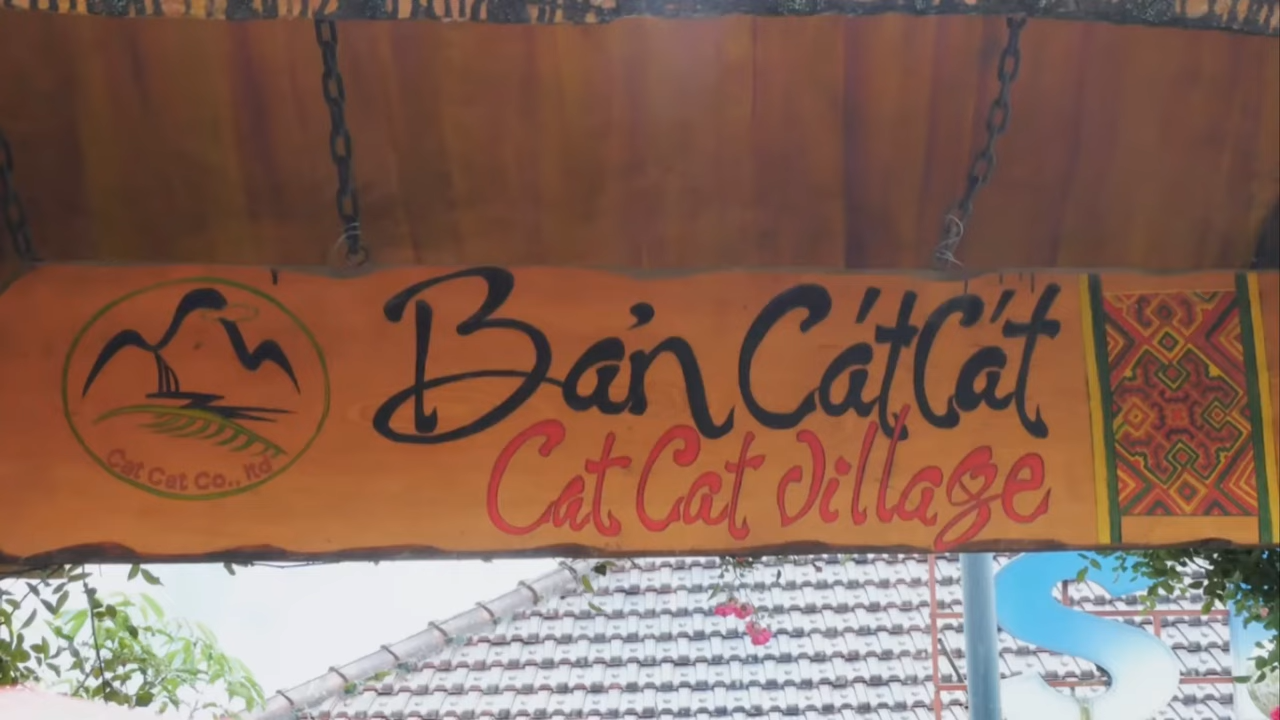 Bản Cát Cát
Cat Cat Village
Cat Cat Co., ltd
S